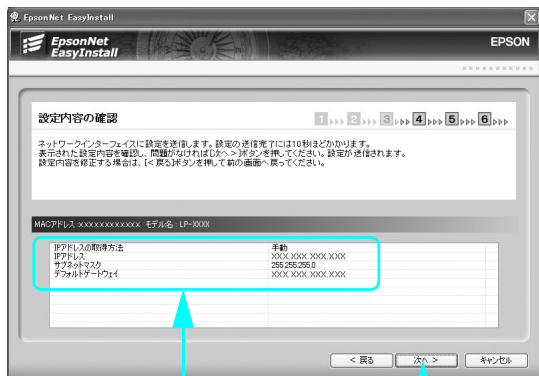 EpsonNet EasyInstall
EpsonNet
EasyInstall
EPSON
設定内容の確認
1 2 3 4 5 6
ネットワークインターフェイスに設定を送信します。設定の送信完了には10秒ほどかかります。
表示された設定内容を確認し、問題がなければ[次へ >]ボタンを押してください。設定が送信されます。
設定内容を修正する場合は、[< 戻る]ボタンを押して前の画面へ戻ってください。
MACアドレス xxxxxxxxxxxx モデル名 : LP-XXXX
IPアドレスの取得方法 手動
IPアドレス XXX.XXX.XXX.XXX
サブネットマスク 255.255.255.0
デフォルトゲートウェイ XXX.XXX.XXX.XXX
< 戻る 次へ > キャンセル